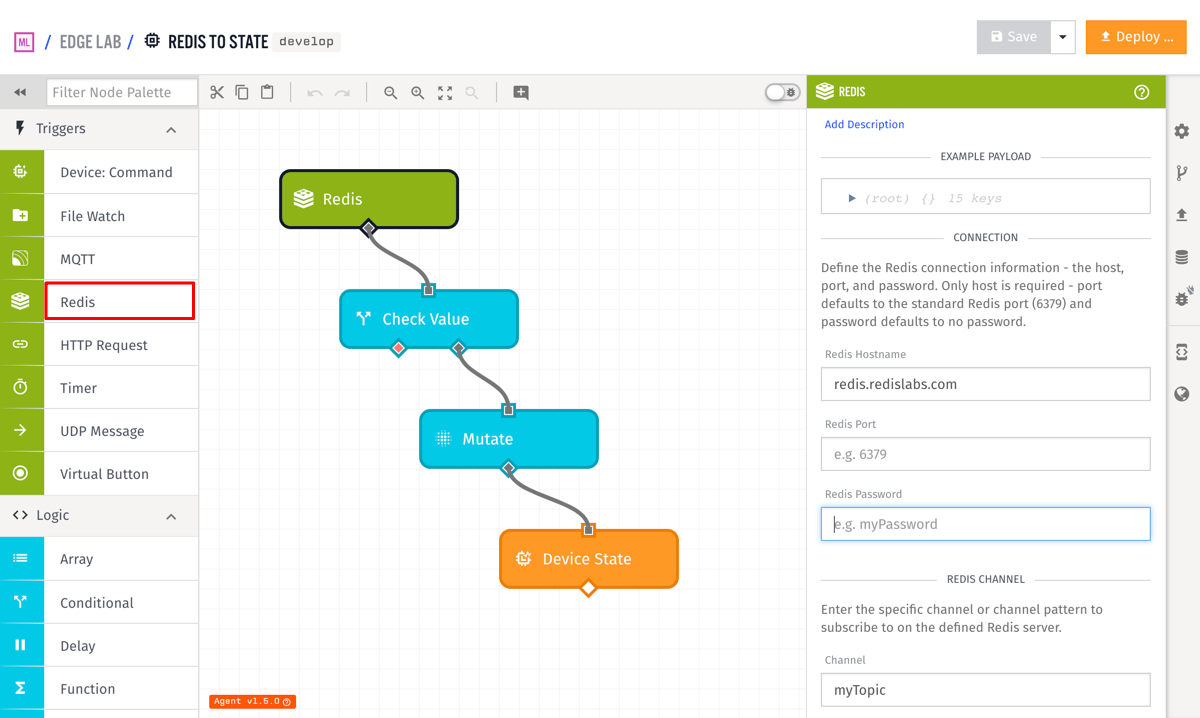 ML / EDGE LAB / REDIS TO STATE develop
Save
Deploy ...
Filter Node Palette
Triggers
Device: Command
File Watch
MQTT
Redis
HTTP Request
Timer
UDP Message
Virtual Button
Logic
Array
Conditional
Delay
Function
Redis
Check Value
Mutate
Device State
Agent v1.5.0
REDIS
Add Description
EXAMPLE PAYLOAD
(root) {} 15 keys
CONNECTION
Define the Redis connection information - the host,
port, and password. Only host is required - port
defaults to the standard Redis port (6379) and
password defaults to no password.
Redis Hostname
redis.redislabs.com
Redis Port
e.g. 6379
Redis Password
e.g. myPassword
REDIS CHANNEL
Enter the specific channel or channel pattern to
subscribe to on the defined Redis server.
Channel
myTopic